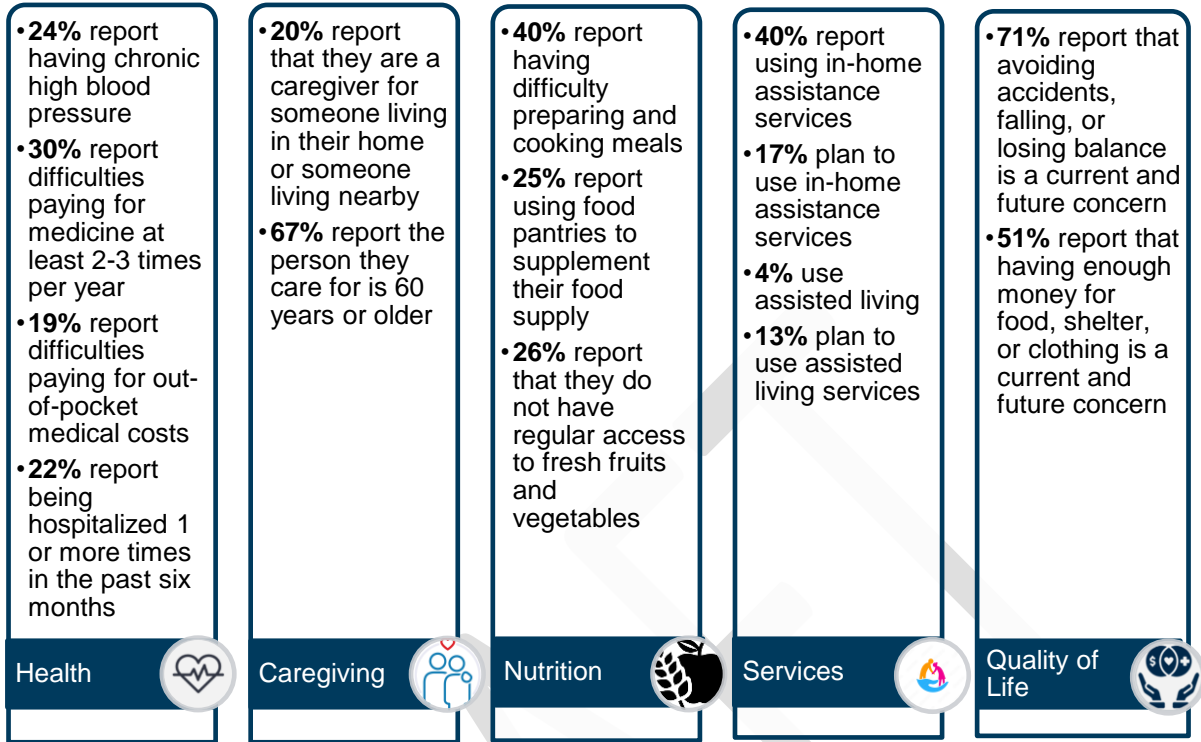 •24% report
having chronic
high blood
pressure
•30% report
difficulties
paying for
medicine at
least 2-3 times
per year
•19% report
difficulties
paying for out-
of-pocket
medical costs
•22% report
being
hospitalized 1
or more times
in the past six
months
Health
•20% report
that they are a
caregiver for
someone living
in their home
or someone
living nearby
•67% report the
person they
care for is 60
years or older
Caregiving
•40% report
having
difficulty
preparing and
cooking meals
•25% report
using food
pantries to
supplement
their food
supply
•26% report
that they do
not have
regular access
to fresh fruits
and
vegetables
Nutrition
•40% report
using in-home
assistance
services
•17% plan to
use in-home
assistance
services
•4% use
assisted living
•13% plan to
use assisted
living services
Services
•71% report that
avoiding
accidents,
falling, or
losing balance
is a current and
future concern
•51% report that
having enough
money for
food, shelter,
or clothing is a
current and
future concern
Quality of
Life